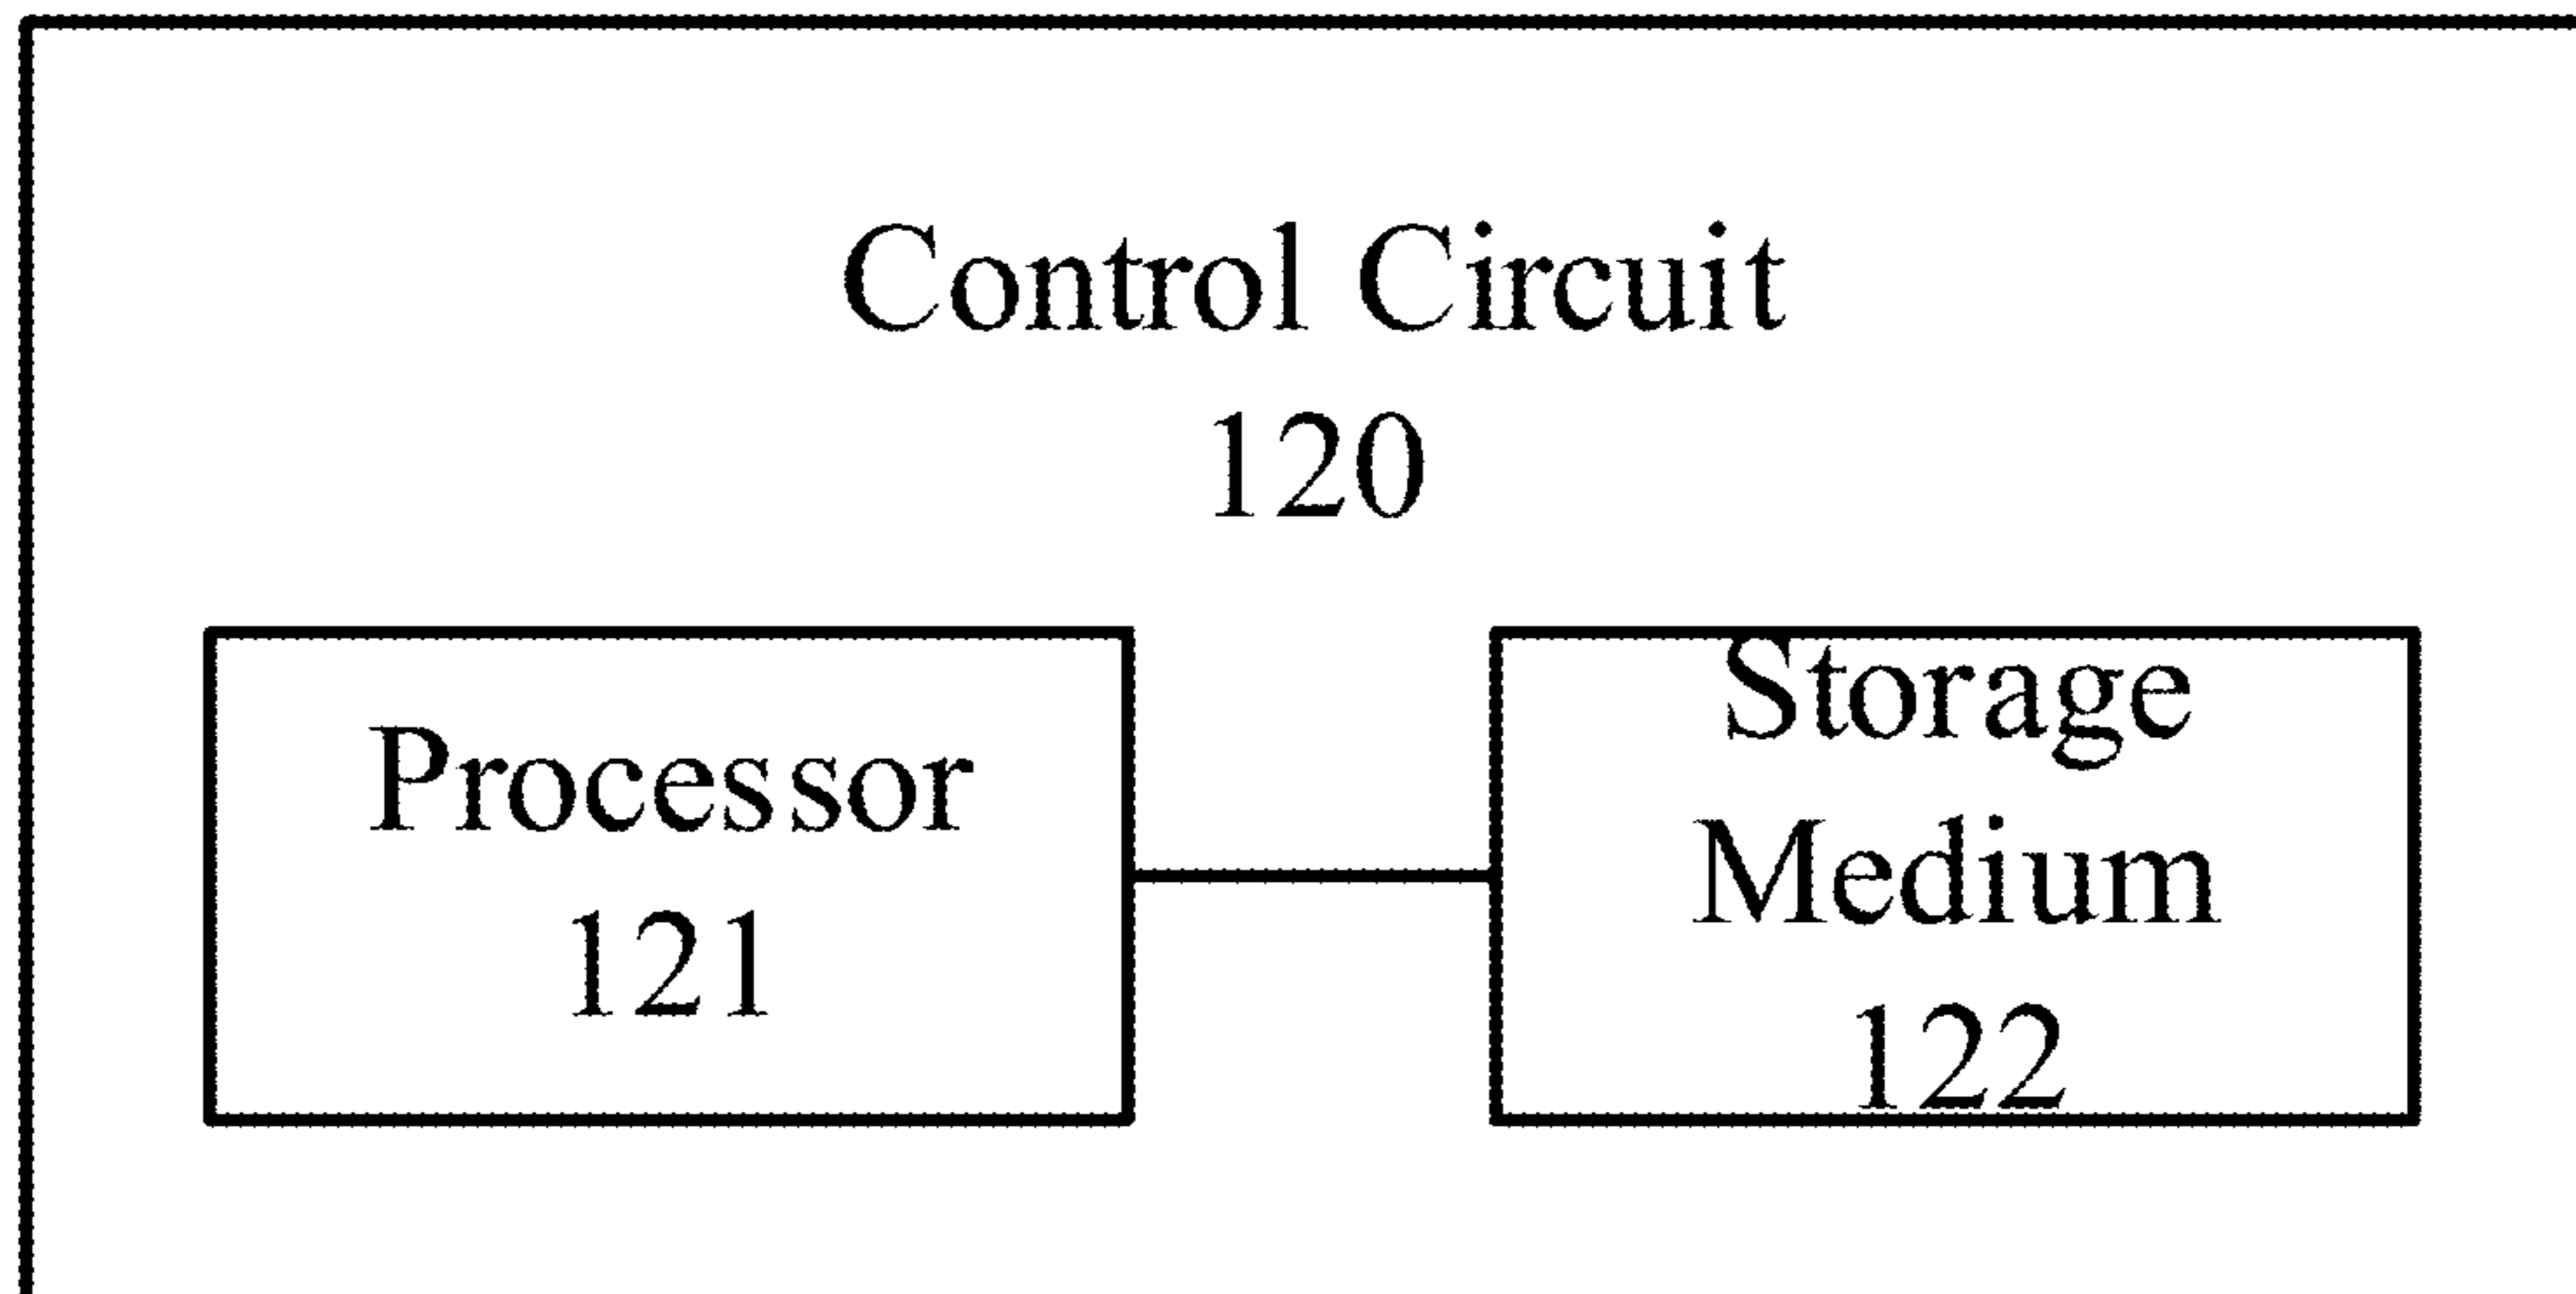 Control Circuit
120
Processor
121
Storage
Medium
122